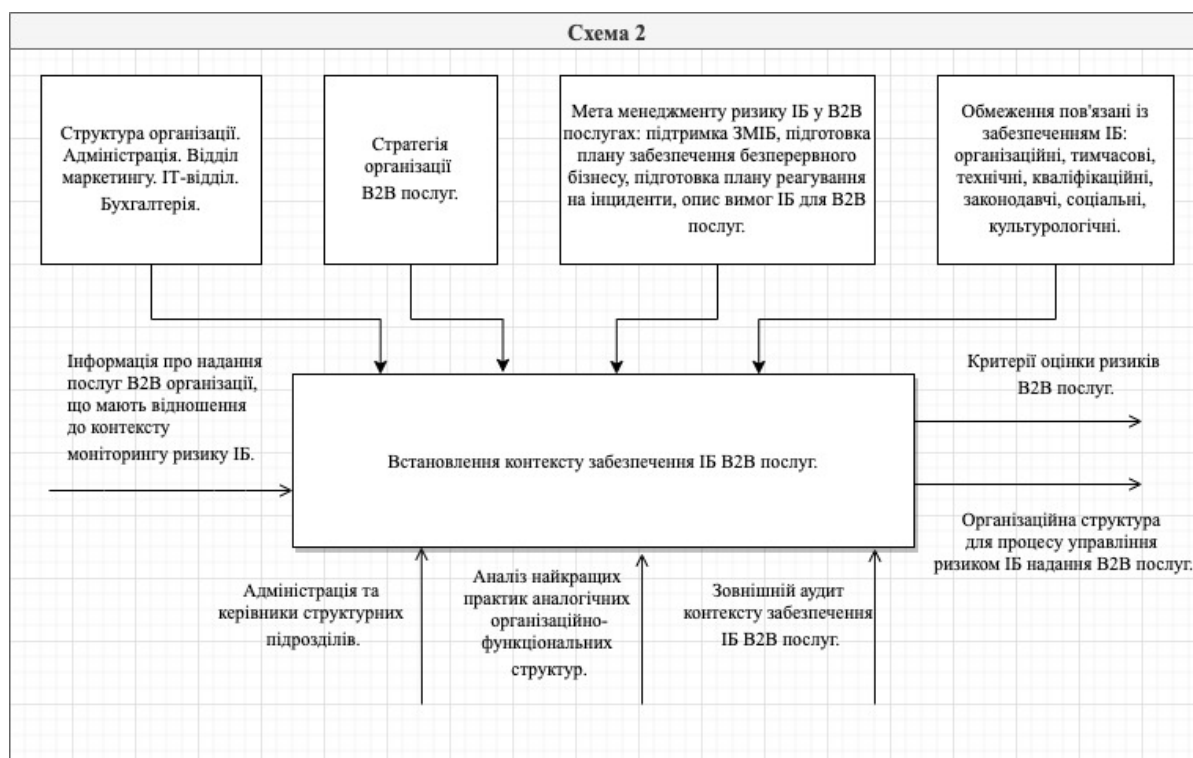 Схема 2
Структура організації.
Адміністрація. Відділ
маркетингу. ІТ-відділ.
Бухгалтерія.
Стратегія
організації
B2B послуг.
Мета менеджменту ризику ІБ у B2B
послугах: підтримка ЗМІБ, підготовка
плану забезпечення безперервного
бізнесу, підготовка плану реагування
на інциденти, опис вимог ІБ для B2B
послуг.
Обмеження пов'язані із
забезпеченням ІБ:
організаційні, тимчасові,
технічні, кваліфікаційні,
законодавчі, соціальні,
культурологічні.
Інформація про надання
послуг B2B організації,
що мають відношення
до контексту
моніторингу ризику ІБ.
Встановлення контексту забезпечення ІБ B2B послуг.
Критерії оцінки ризиків
B2B послуг.
Організаційна структура
для процесу управління
ризиком ІБ надання B2B послуг.
Адміністрація та
керівники структурних
підрозділів.
Аналіз найкращих
практик аналогічних
організаційно-
функціональних
структур.
Зовнішній аудит
контексту забезпечення
ІБ B2B послуг.